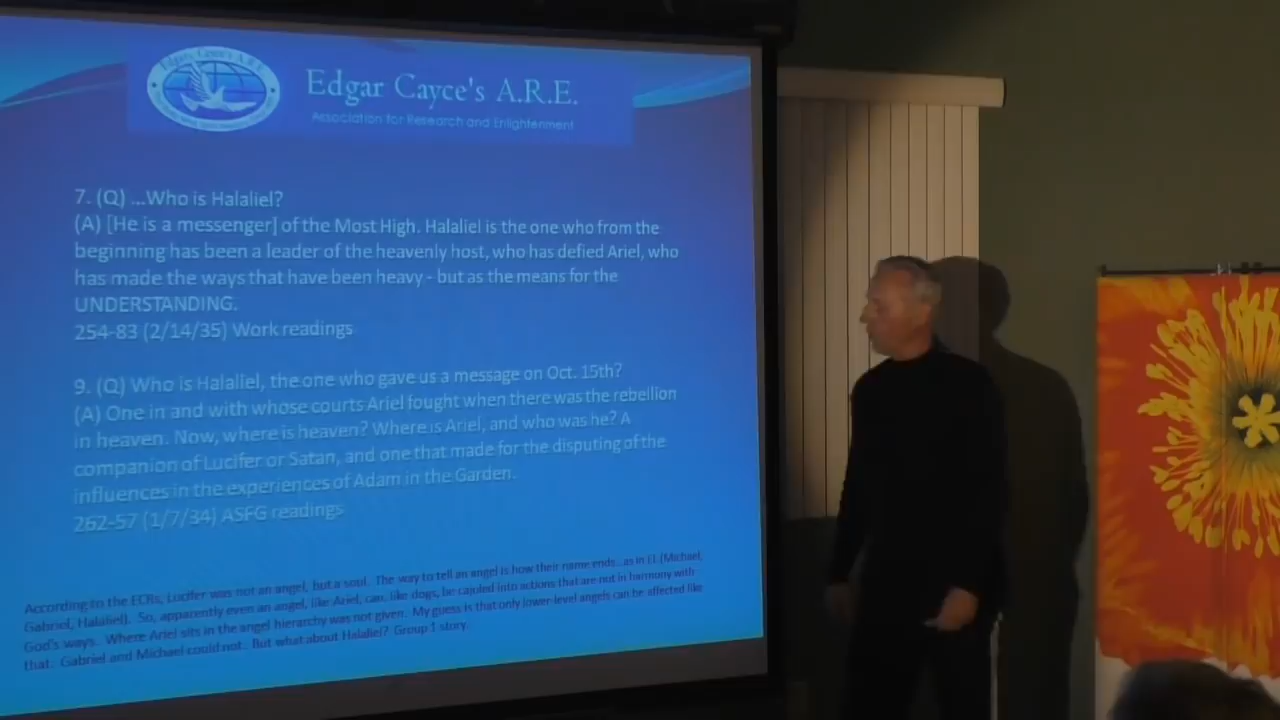 Edgar Cayce's A.R.E.
Edgar Cayce's A.R.E.
Association for Research and Enlightenment
7. (Q) ...Who is Halaliel?
(A) [He is a messenger] of the Most High. Halaliel is the one who from the
beginning has been a leader of the heavenly host, who has defied Ariel, who
has made the ways that have been heavy - but as the means for the
UNDERSTANDING.
254-83 (2/14/35) Work readings
9. (Q) Who is Halaliel, the one who gave us a message on Oct. 15th?
(A) One in and with whose courts Ariel fought when there was the rebellion
in heaven. Now, where is heaven? Where is Ariel, and who was he? A
companion of Lucifer or Satan, and one that made for the disputing of the
influences in the experiences of Adam in the Garden.
262-57 (1/7/34) ASFG readings
According to the ECRs, Lucifer was not an angel, but a soul. The way to tell an angel is how their name ends...as in EL (Michael,
Gabriel, Halaliel). So, apparently even an angel, like Ariel, can, like dogs, be cajuled into actions that are not in harmony with
God's ways. Where Ariel sits in the angel hierarchy was not given. My guess is that only lower-level angels can be affected like
that. Gabriel and Michael could not. But what about Halaliel? Group 1 story.